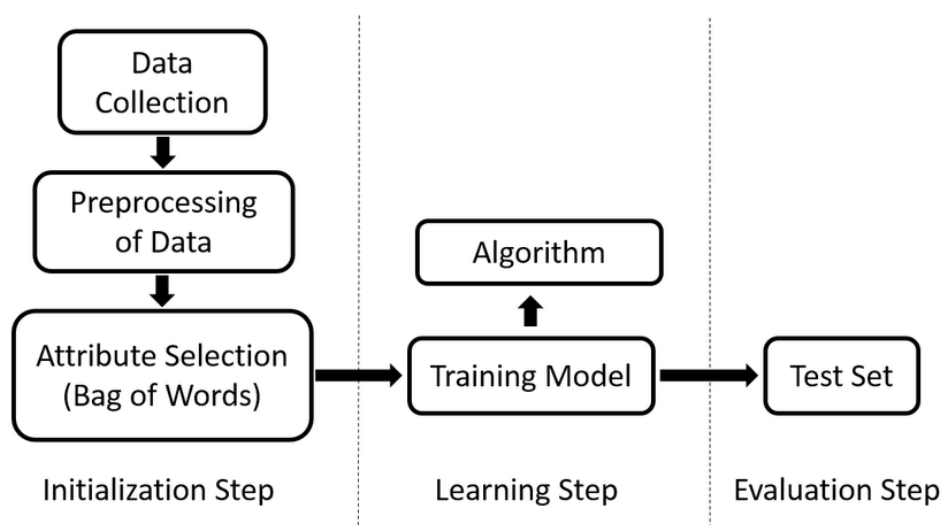 Data
Collection
Preprocessing
of Data
Attribute Selection
(Bag of Words)
Initialization Step
Algorithm
Training Model
Learning Step
Test Set
Evaluation Step